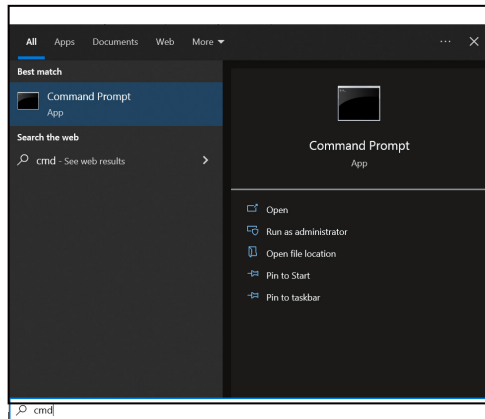 All Apps Documents Web More
Best match
Command Prompt
App
Search the web
cmd - See web results
Command Prompt
App
Open
Run as administrator
Open file location
Pin to Start
Pin to taskbar
cmd